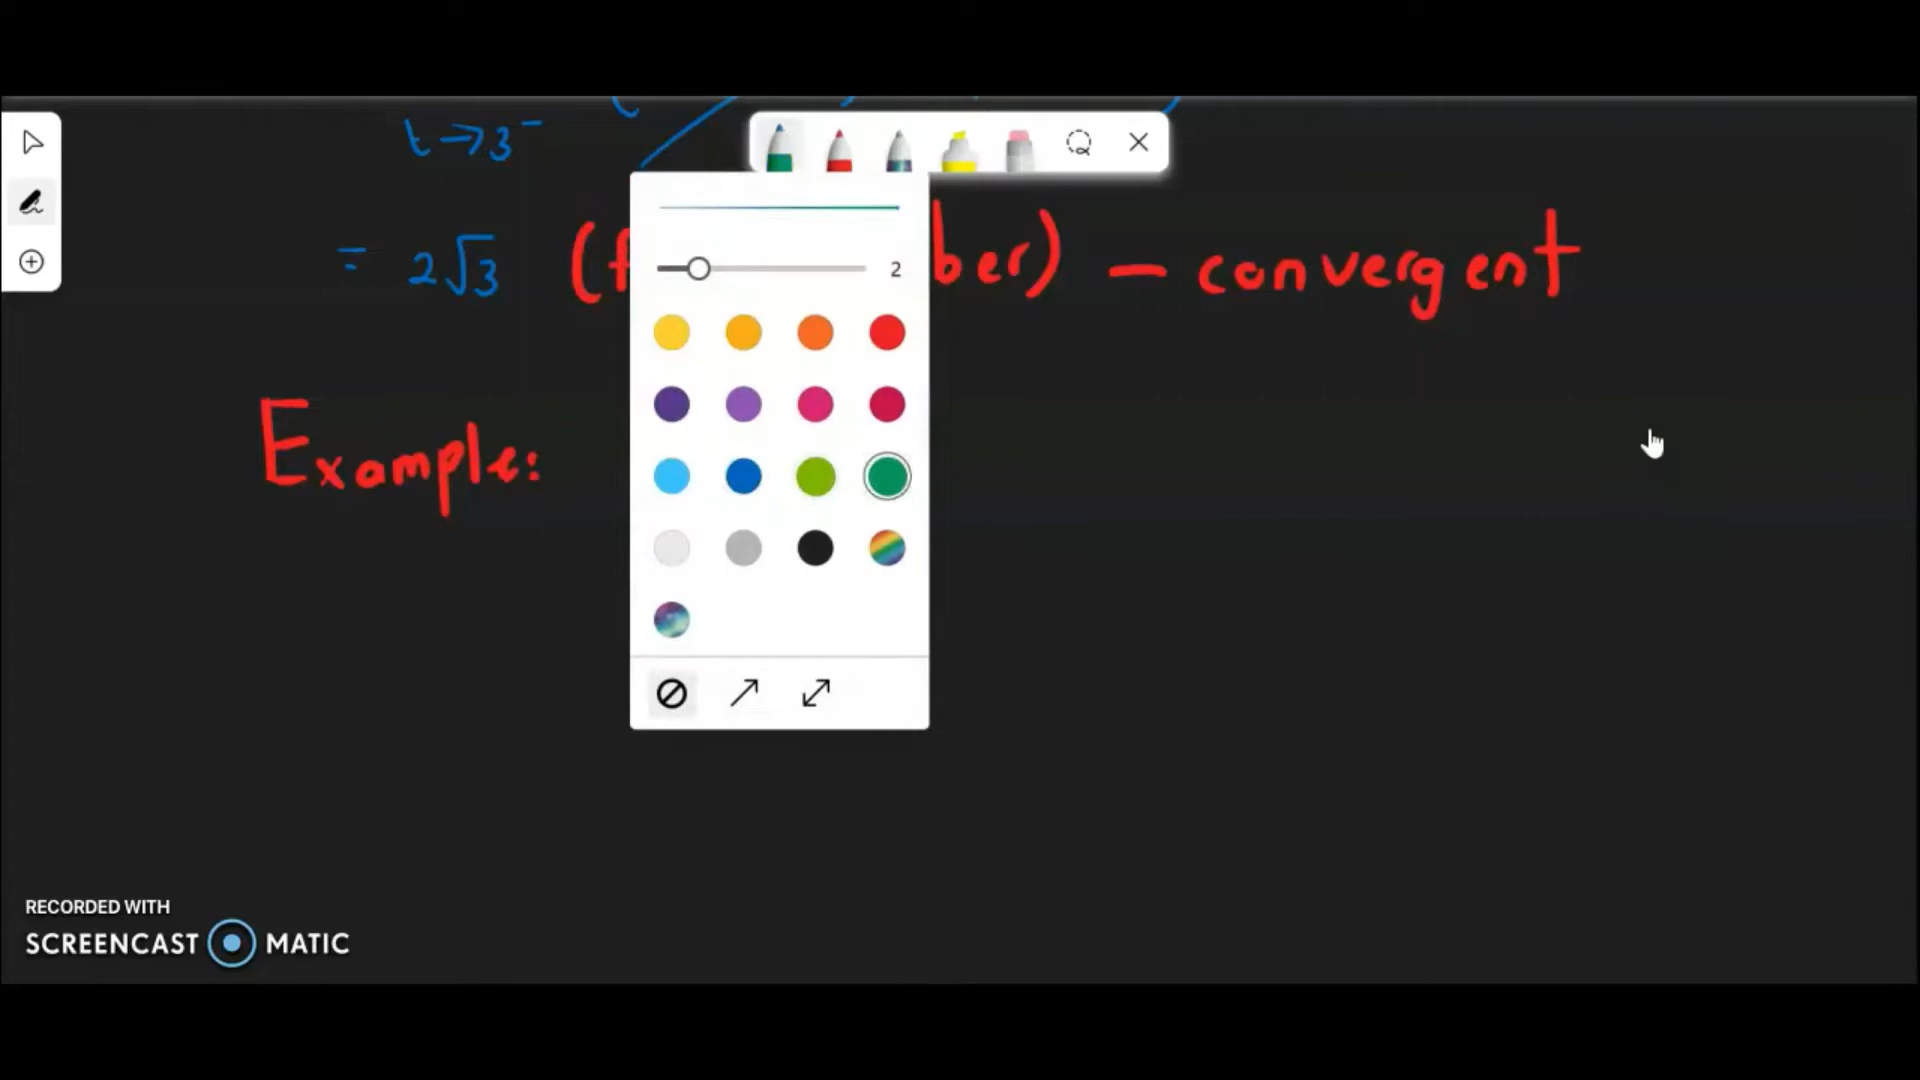 t → 3⁻
= 2√3 (f ber) – convergent
2
Example:
RECORDED WITH
SCREENCAST MATIC